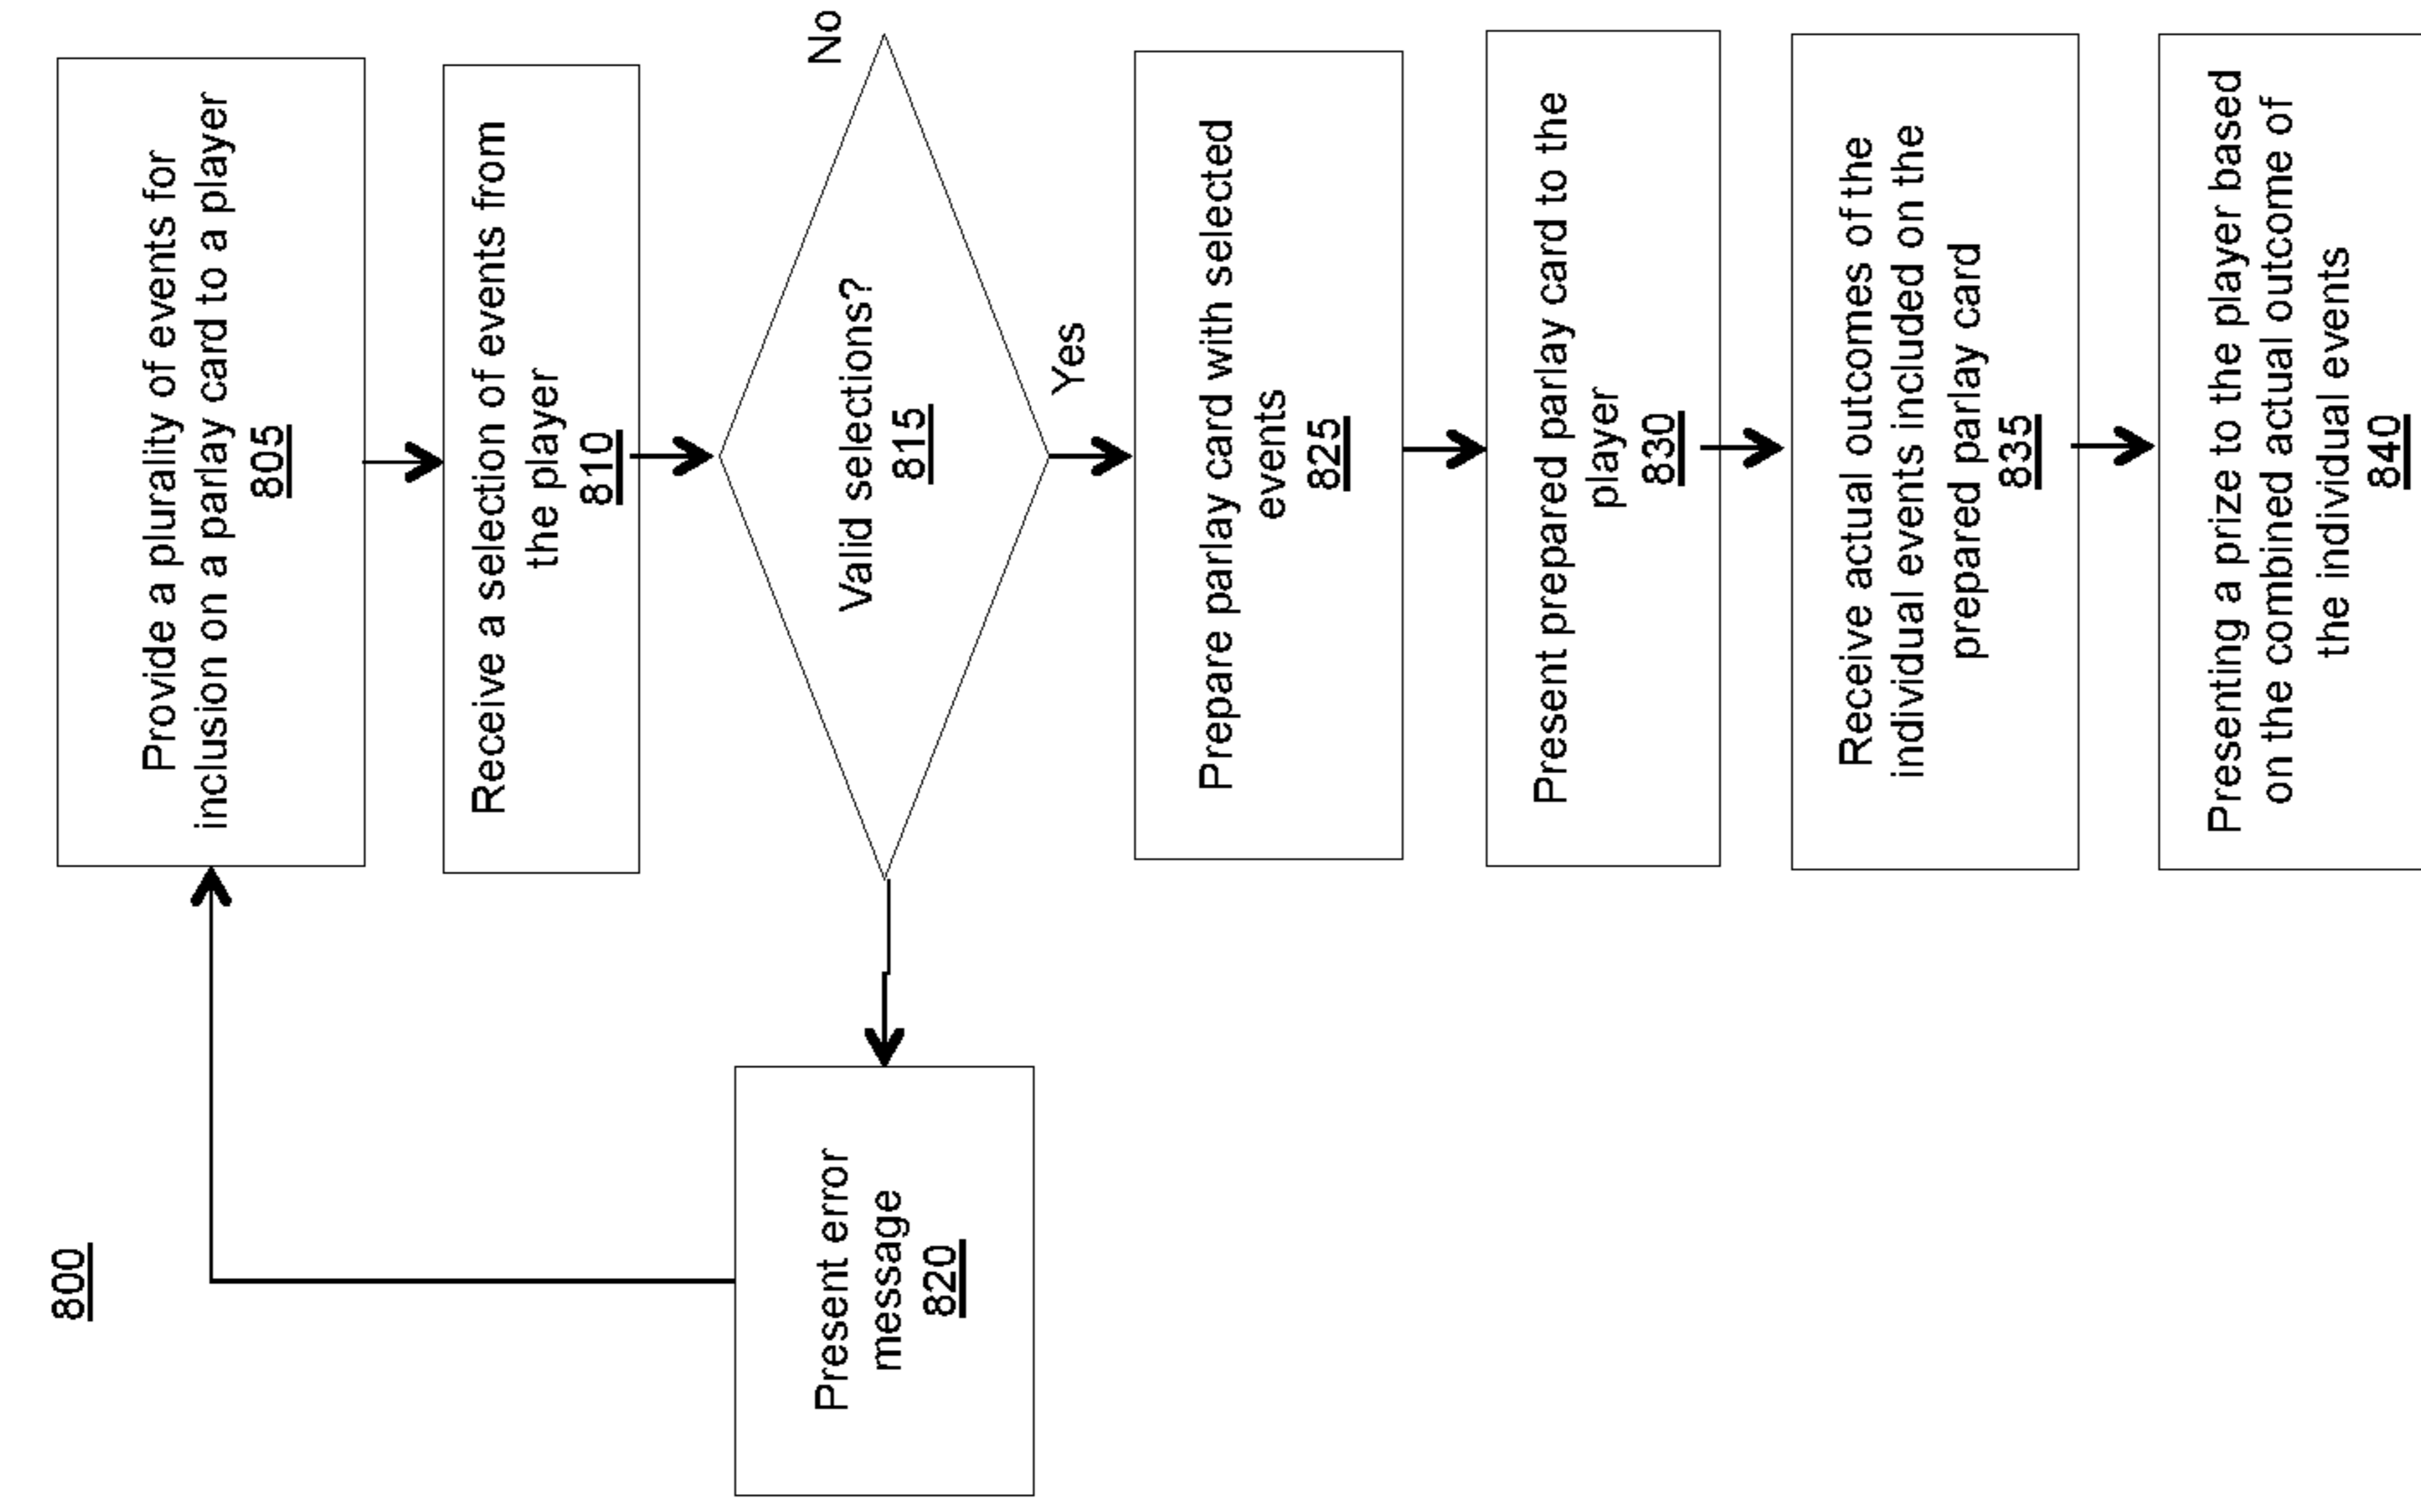 800
Provide a plurality of events for
inclusion on a parlay card to a player
805
Receive a selection of events from
the player
810
No
Valid selections?
815
Yes
Present error
message
820
Prepare parlay card with selected
events
825
Present prepared parlay card to the
player
830
Receive actual outcomes of the
individual events included on the
prepared parlay card
835
Presenting a prize to the player based
on the combined actual outcome of
the individual events
840